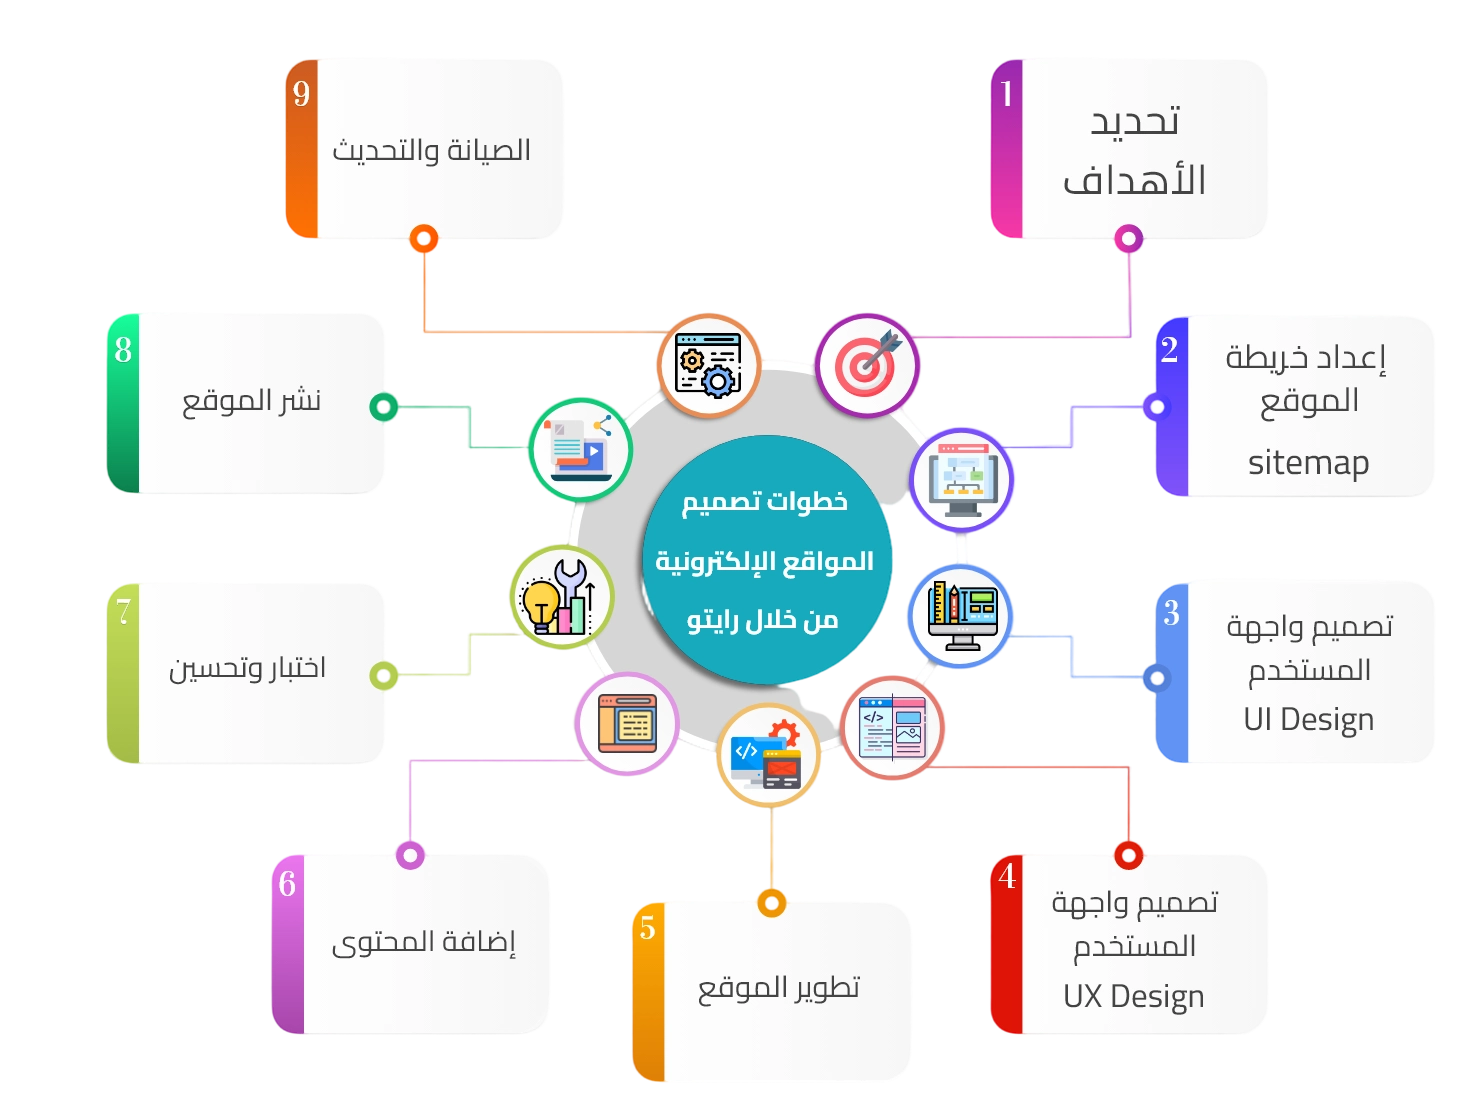 خطوات تصميم
المواقع الإلكترونية
من خلال رايتو
1
تحديد
الأهداف
2
إعداد خريطة
الموقع
sitemap
3
تصميم واجهة
المستخدم
UI Design
4
تصميم واجهة
المستخدم
UX Design
5
تطوير الموقع
6
إضافة المحتوى
7
اختبار وتحسين
8
نشر الموقع
9
الصيانة والتحديث